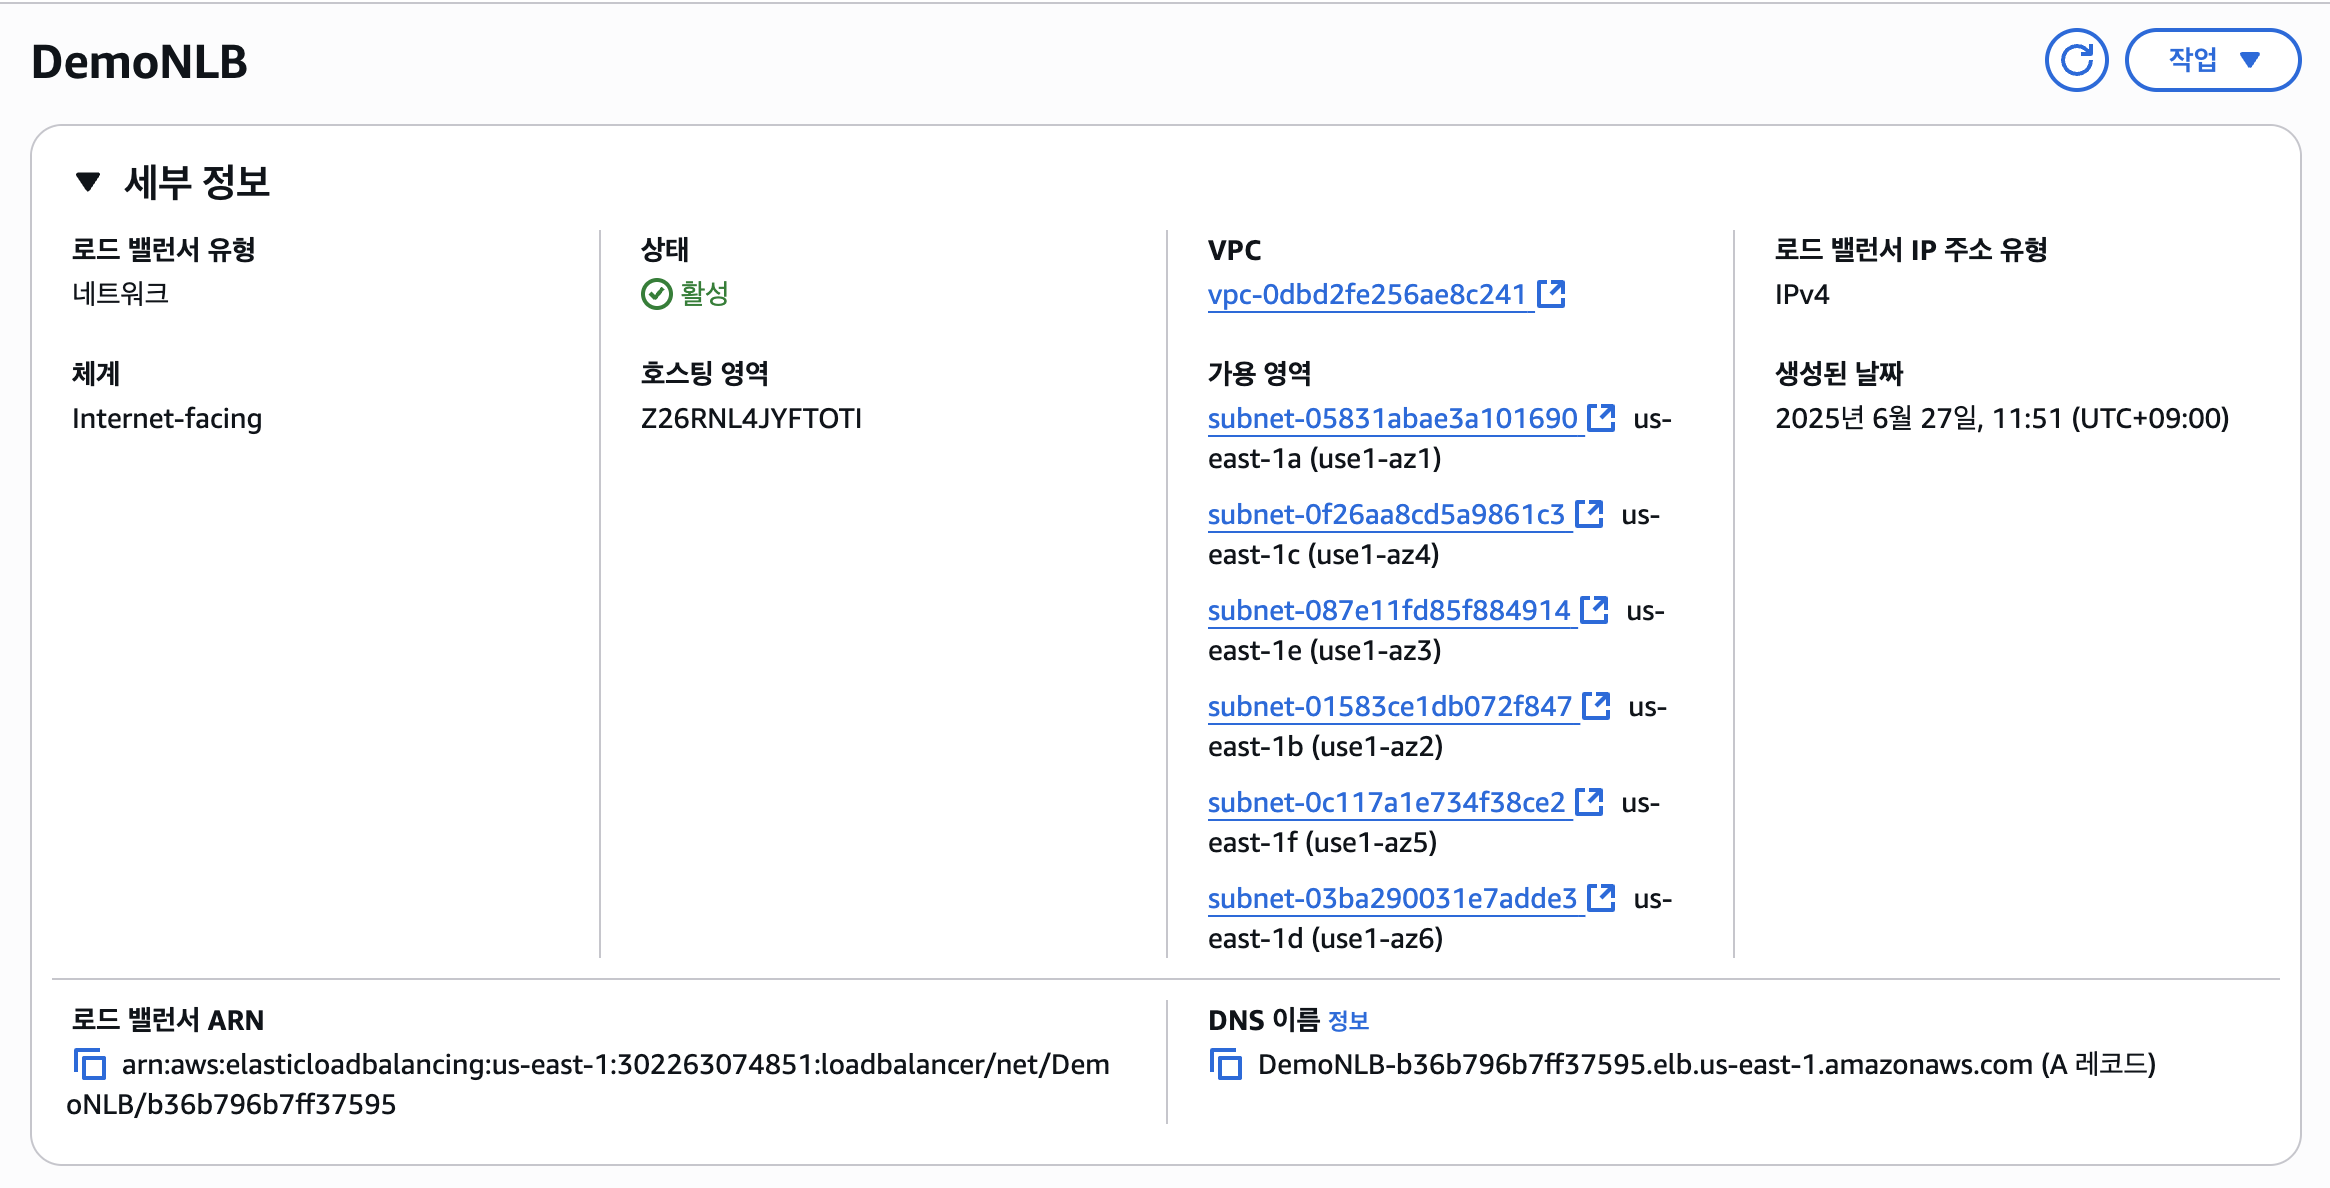 DemoNLB
작업
세부 정보
로드 밸런서 유형
네트워크
체계
Internet-facing
상태
활성
호스팅 영역
Z26RNL4JYFTOTI
VPC
vpc-0dbd2fe256ae8c241
가용 영역
subnet-05831abae3a101690 us-
east-1a (use1-az1)
subnet-0f26aa8cd5a9861c3 us-
east-1c (use1-az4)
subnet-087e11fd85f884914 us-
east-1e (use1-az3)
subnet-01583ce1db072f847 us-
east-1b (use1-az2)
subnet-0c117a1e734f38ce2 us-
east-1f (use1-az5)
subnet-03ba290031e7adde3 us-
east-1d (use1-az6)
로드 밸런서 IP 주소 유형
IPv4
생성된 날짜
2025년 6월 27일, 11:51 (UTC+09:00)
로드 밸런서 ARN
arn:aws:elasticloadbalancing:us-east-1:302263074851:loadbalancer/net/Dem
oNLB/b36b796b7ff37595
DNS 이름 정보
DemoNLB-b36b796b7ff37595.elb.us-east-1.amazonaws.com (A 레코드)